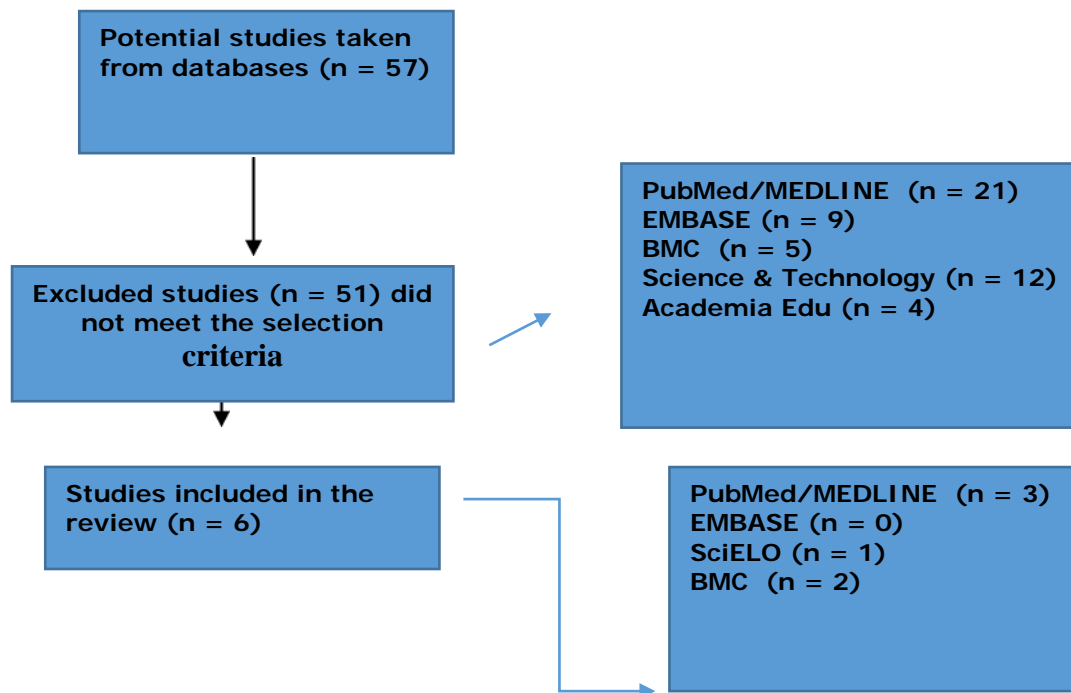 Potential studies taken
from databases (n = 57)
PubMed/MEDLINE (n = 21)
EMBASE (n = 9)
BMC (n = 5)
Science & Technology (n = 12)
Academia Edu (n = 4)
Excluded studies (n = 51) did
not meet the selection
criteria
Studies included in the
review (n = 6)
PubMed/MEDLINE (n = 3)
EMBASE (n = 0)
SciELO (n = 1)
BMC (n = 2)